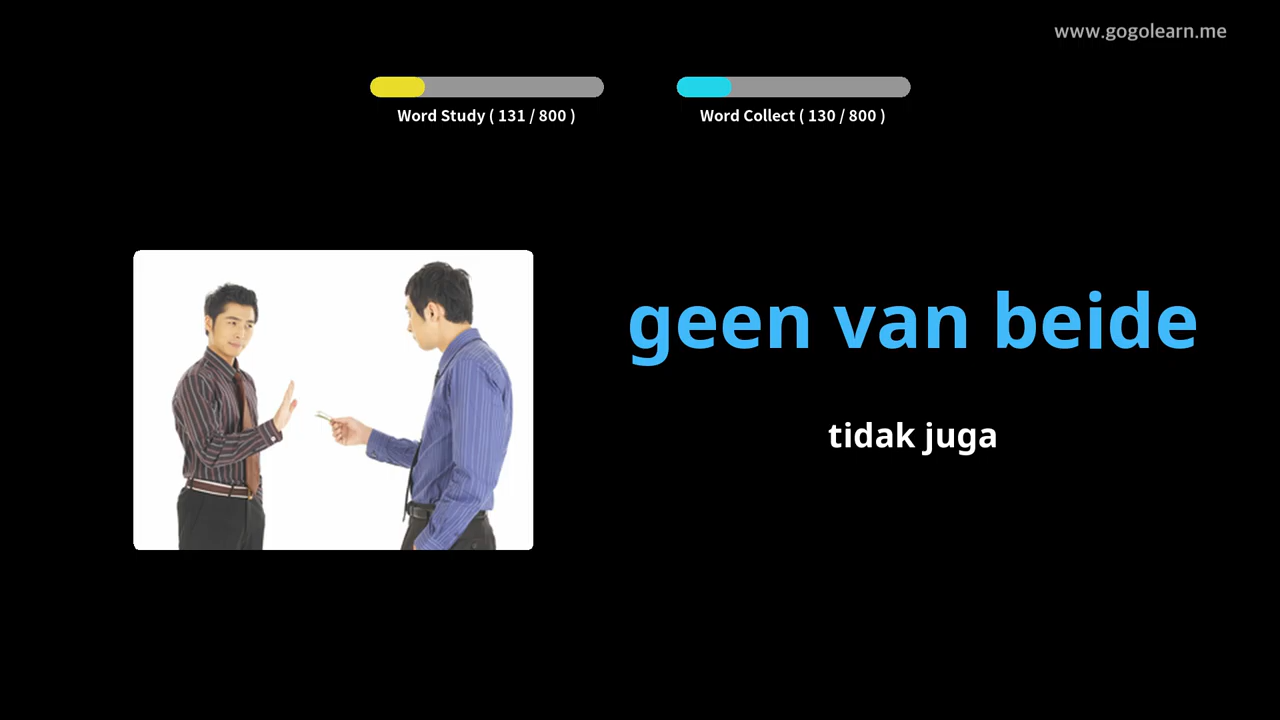 www.gogolearn.me
Word Study ( 131 / 800 )
Word Collect ( 130 / 800 )
geen van beide
tidak juga